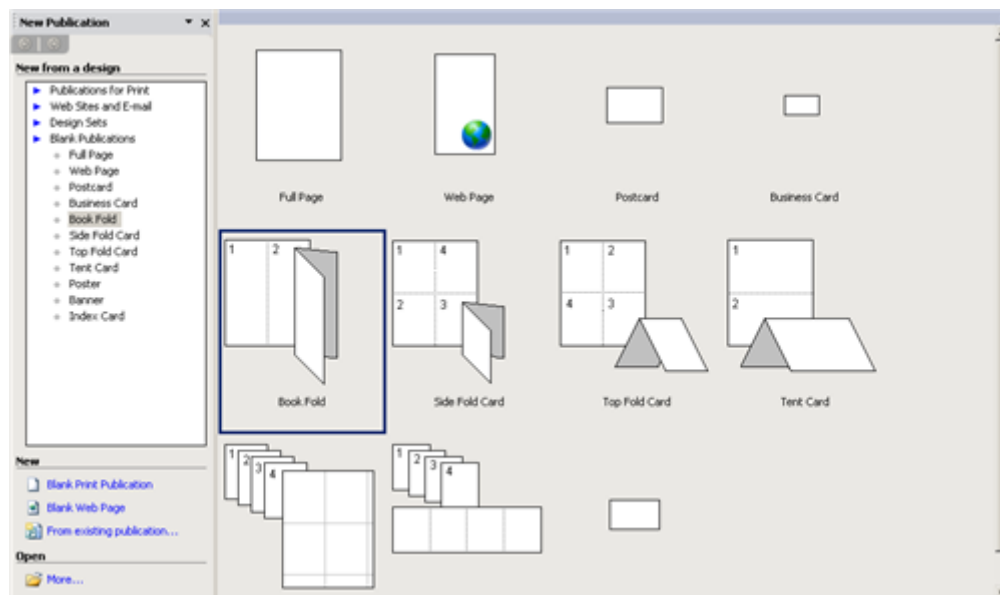 New Publication
New from a design
Publications for Print
Web Sites and E-mail
Design Sets
Blank Publications
Full Page
Web Page
Postcard
Business Card
Book Fold
Side Fold Card
Top Fold Card
Tent Card
Poster
Banner
Index Card
New
Blank Print Publication
Blank Web Page
From existing publication...
Open
More...
Full Page
Web Page
Postcard
Business Card
1 2
1 4
2 3
1 2
4 3
1
2
Book Fold
Side Fold Card
Top Fold Card
Tent Card
1 2 3 4
1 2 3 4